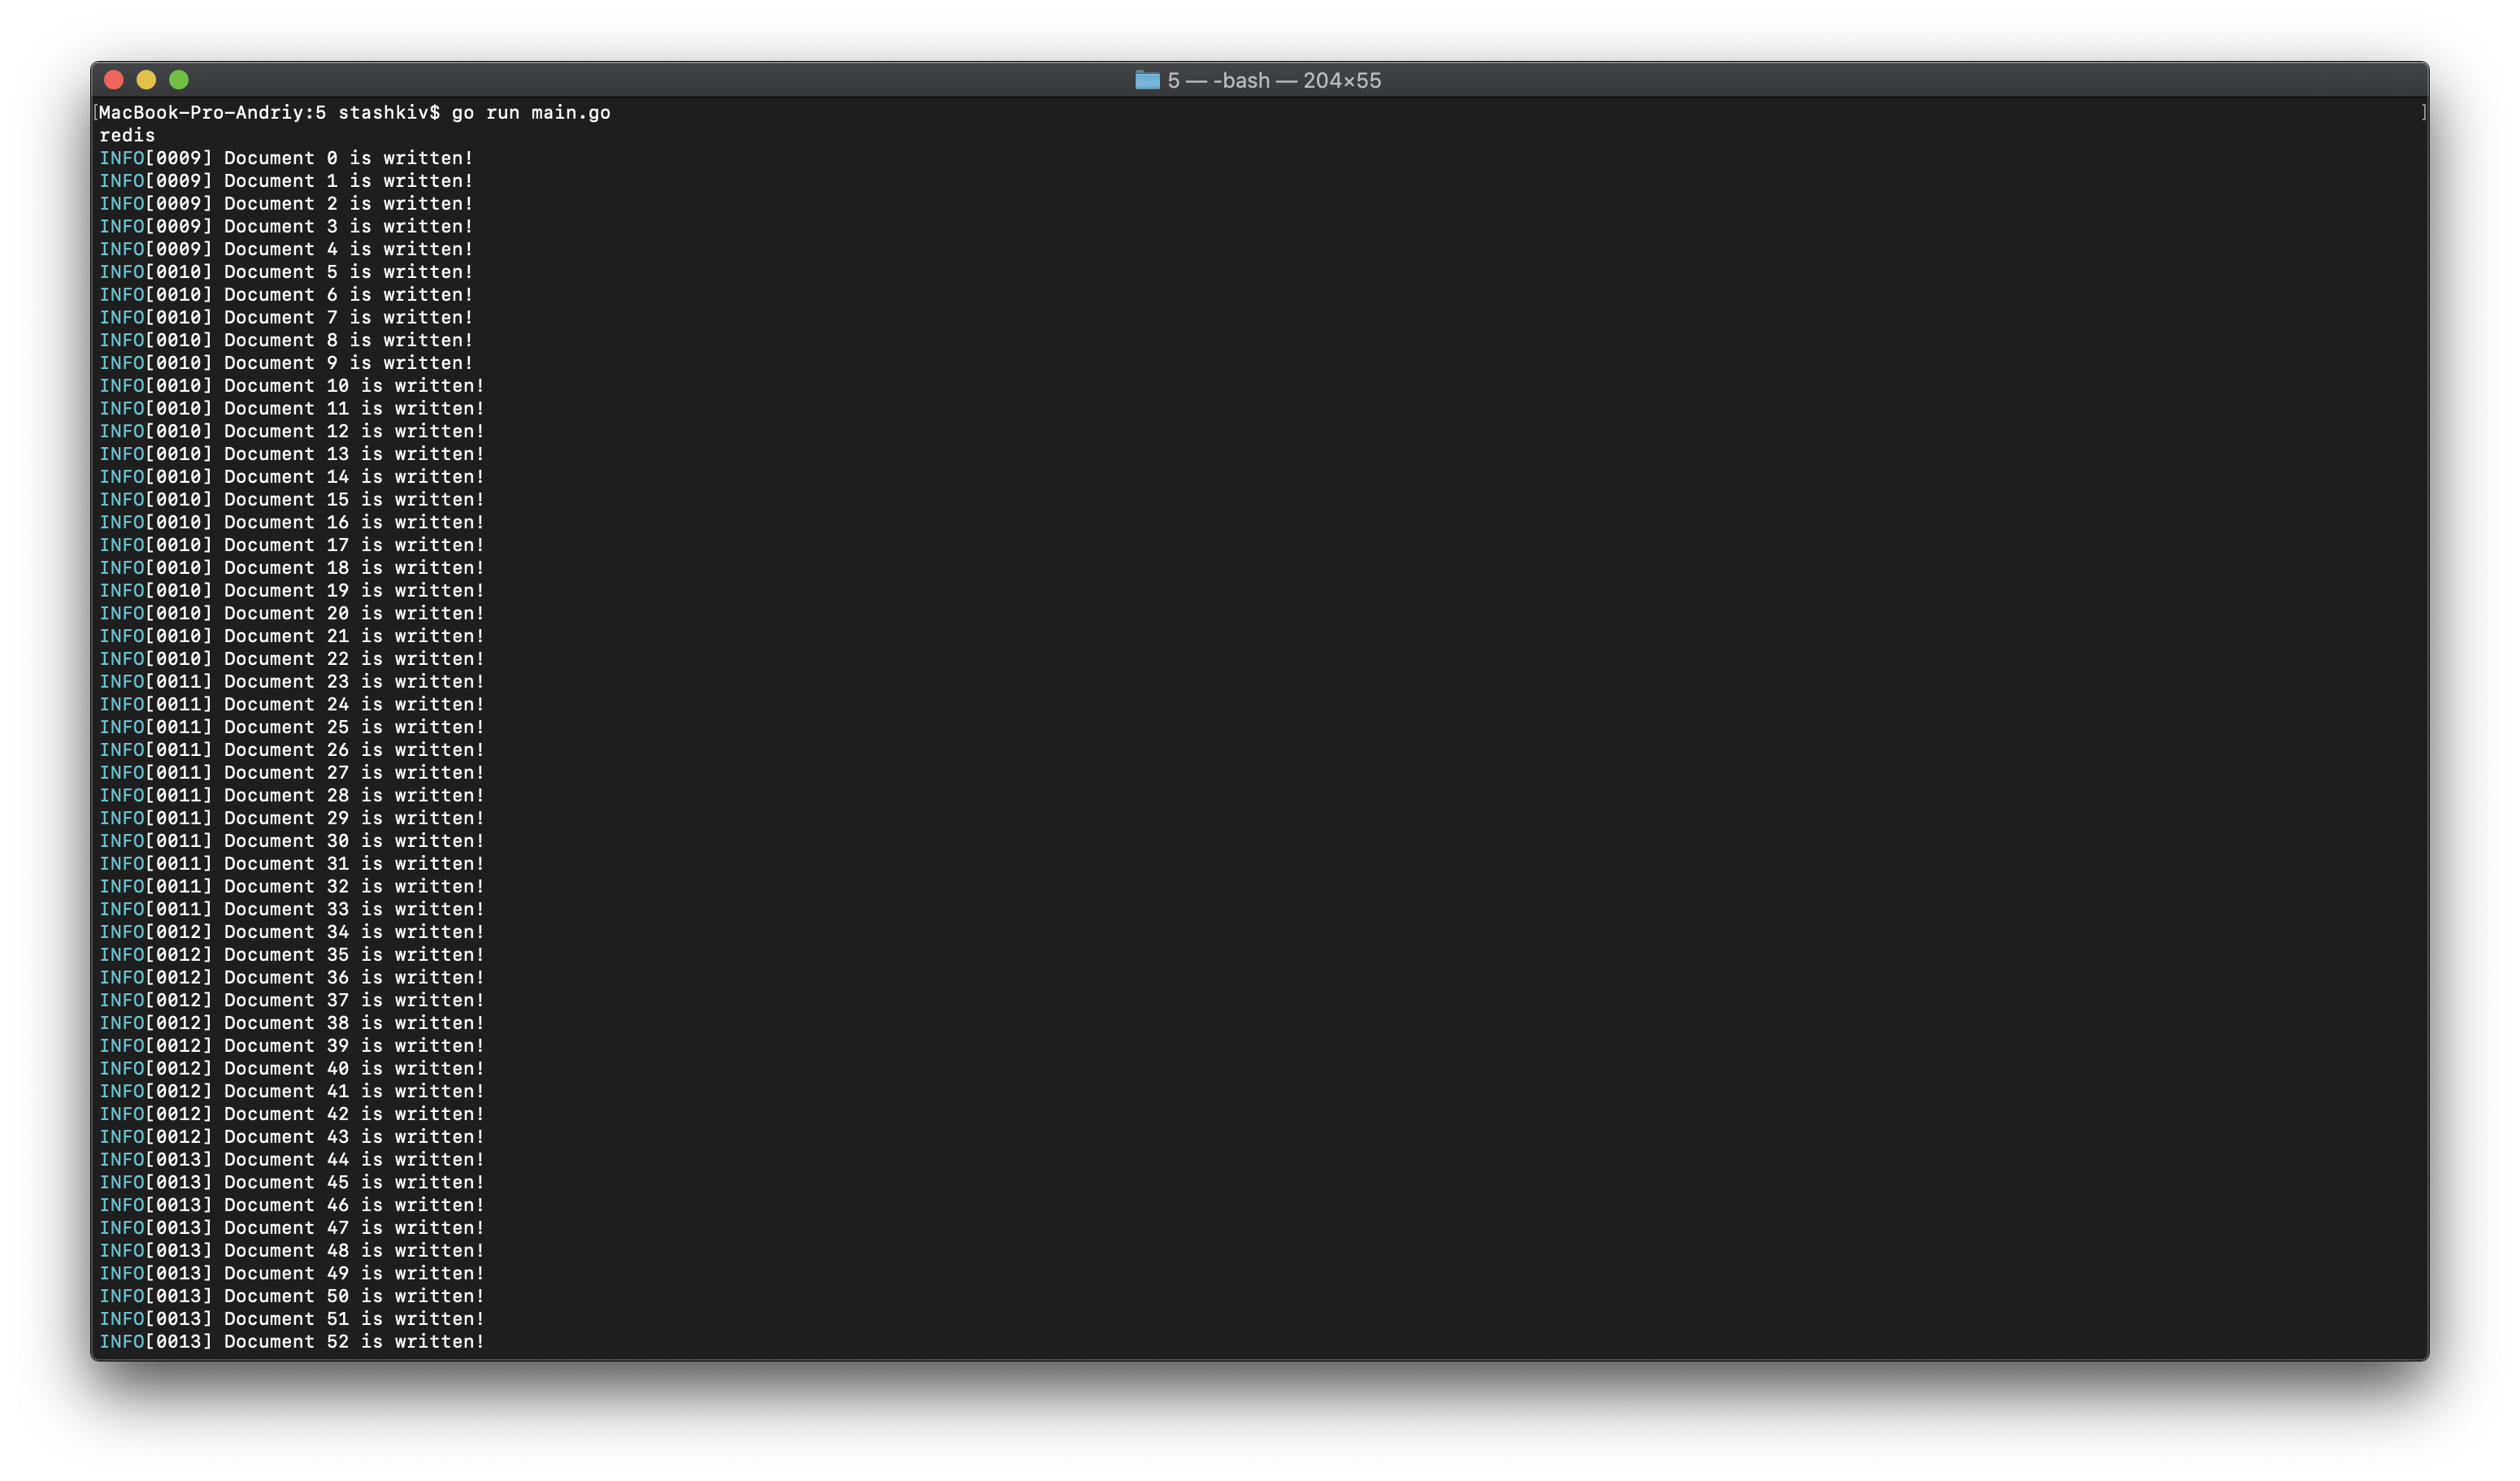 5 — -bash — 204×55
[MacBook-Pro-Andriy:5 stashkiv$ go run main.go ]
redis
INFO[0009] Document 0 is written!
INFO[0009] Document 1 is written!
INFO[0009] Document 2 is written!
INFO[0009] Document 3 is written!
INFO[0009] Document 4 is written!
INFO[0010] Document 5 is written!
INFO[0010] Document 6 is written!
INFO[0010] Document 7 is written!
INFO[0010] Document 8 is written!
INFO[0010] Document 9 is written!
INFO[0010] Document 10 is written!
INFO[0010] Document 11 is written!
INFO[0010] Document 12 is written!
INFO[0010] Document 13 is written!
INFO[0010] Document 14 is written!
INFO[0010] Document 15 is written!
INFO[0010] Document 16 is written!
INFO[0010] Document 17 is written!
INFO[0010] Document 18 is written!
INFO[0010] Document 19 is written!
INFO[0010] Document 20 is written!
INFO[0010] Document 21 is written!
INFO[0010] Document 22 is written!
INFO[0011] Document 23 is written!
INFO[0011] Document 24 is written!
INFO[0011] Document 25 is written!
INFO[0011] Document 26 is written!
INFO[0011] Document 27 is written!
INFO[0011] Document 28 is written!
INFO[0011] Document 29 is written!
INFO[0011] Document 30 is written!
INFO[0011] Document 31 is written!
INFO[0011] Document 32 is written!
INFO[0011] Document 33 is written!
INFO[0012] Document 34 is written!
INFO[0012] Document 35 is written!
INFO[0012] Document 36 is written!
INFO[0012] Document 37 is written!
INFO[0012] Document 38 is written!
INFO[0012] Document 39 is written!
INFO[0012] Document 40 is written!
INFO[0012] Document 41 is written!
INFO[0012] Document 42 is written!
INFO[0012] Document 43 is written!
INFO[0013] Document 44 is written!
INFO[0013] Document 45 is written!
INFO[0013] Document 46 is written!
INFO[0013] Document 47 is written!
INFO[0013] Document 48 is written!
INFO[0013] Document 49 is written!
INFO[0013] Document 50 is written!
INFO[0013] Document 51 is written!
INFO[0013] Document 52 is written!